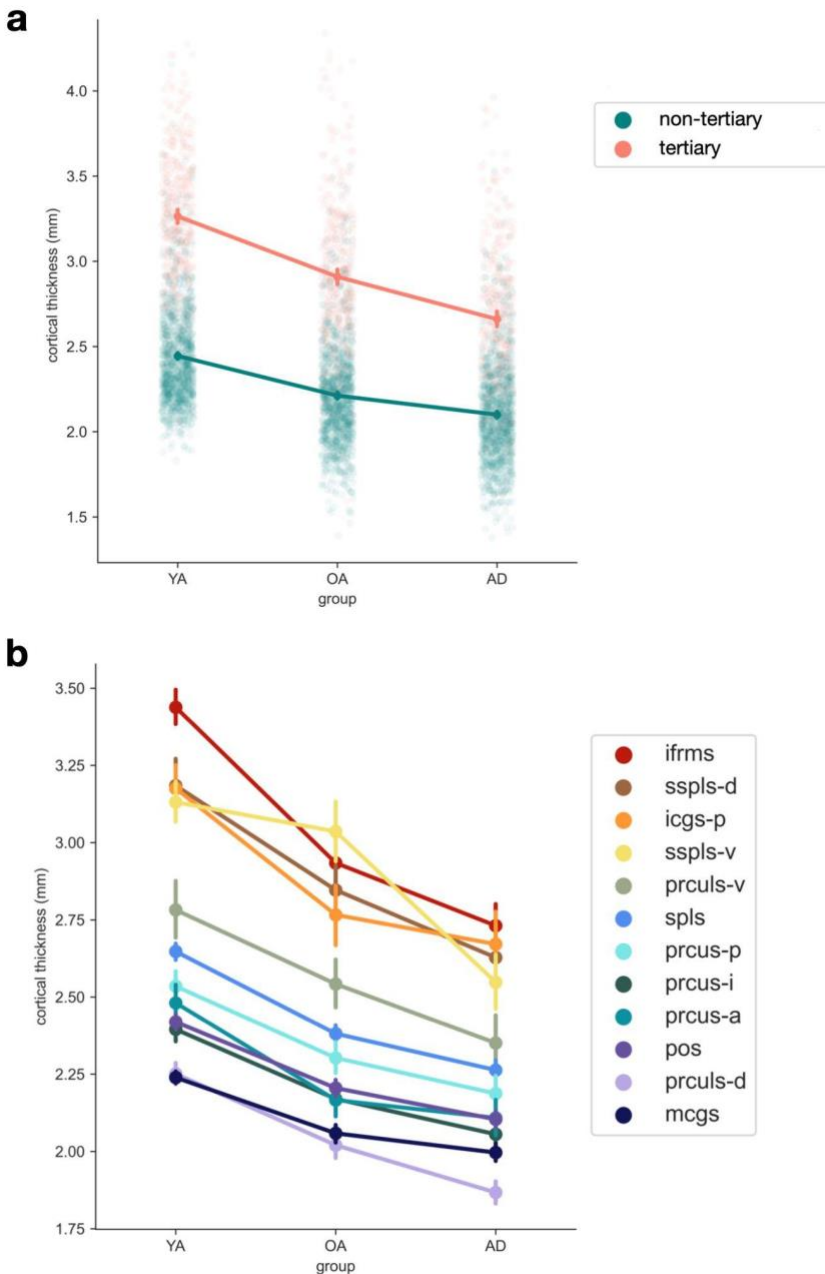 a
4.0
3.5
3.0
2.5
2.0
1.5
cortical thickness (mm)
YA OA AD
group
non-tertiary
tertiary
b
3.50
3.25
3.00
2.75
2.50
2.25
2.00
1.75
cortical thickness (mm)
YA OA AD
group
ifrms
sspls-d
icgs-p
sspls-v
prculs-v
spls
prcus-p
prcus-i
prcus-a
pos
prculs-d
mcgs